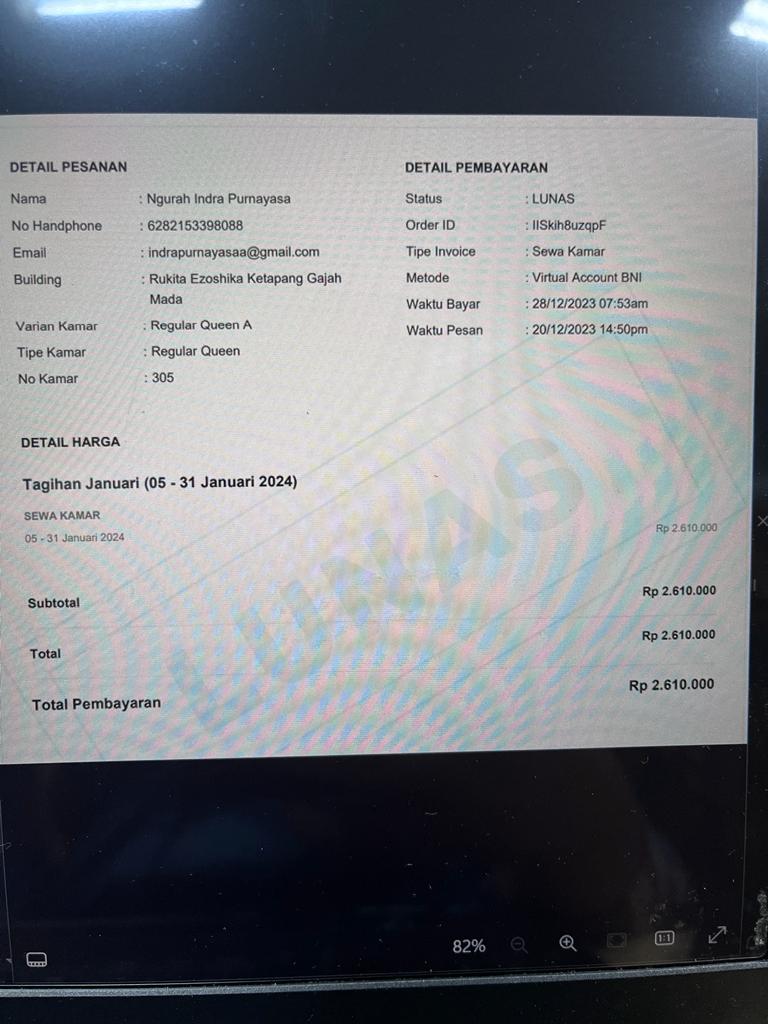 DETAIL PESANAN
Nama : Ngurah Indra Purnayasa
No Handphone : 6282153398088
Email : indrapurnayasaa@gmail.com
Building : Rukita Ezoshika Ketapang Gajah
Mada
Varian Kamar : Regular Queen A
Tipe Kamar : Regular Queen
No Kamar : 305
DETAIL PEMBAYARAN
Status : LUNAS
Order ID : IISkih8uzqpF
Tipe Invoice : Sewa Kamar
Metode : Virtual Account BNI
Waktu Bayar : 28/12/2023 07:53am
Waktu Pesan : 20/12/2023 14:50pm
DETAIL HARGA
Tagihan Januari (05 - 31 Januari 2024)
SEWA KAMAR
05 - 31 Januari 2024 Rp 2.610.000
LUNAS
Subtotal Rp 2.610.000
Total Rp 2.610.000
Total Pembayaran Rp 2.610.000
82%
1:1